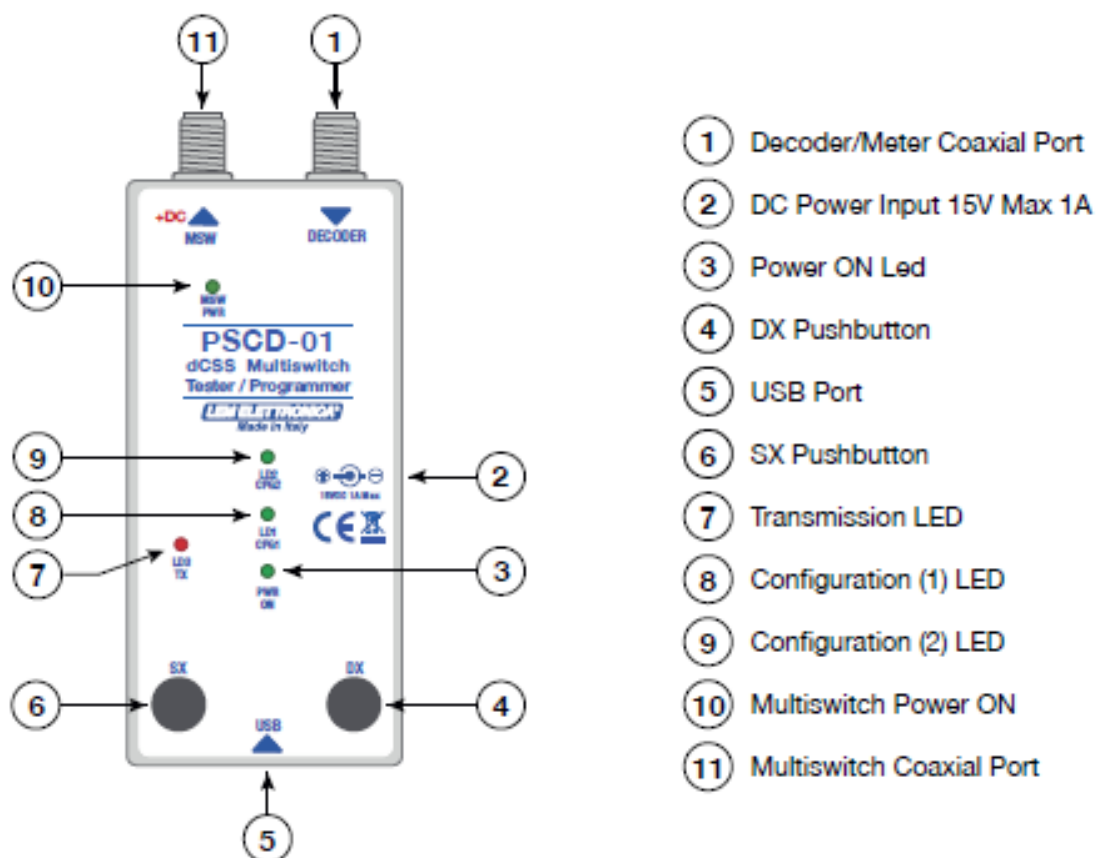 11
1
+DC
MSW
DECODER
10
MSW
PWR
PSCD-01
dCSS Multiswitch
Tester / Programmer
LEM ELETTRONICA
Made in Italy
9
LD2
CFG2
2
8
LD1
CFG1
CE
7
LD3
TX
3
PWR
ON
SX
DX
6
4
USB
5
1 Decoder/Meter Coaxial Port
2 DC Power Input 15V Max 1A
3 Power ON Led
4 DX Pushbutton
5 USB Port
6 SX Pushbutton
7 Transmission LED
8 Configuration (1) LED
9 Configuration (2) LED
10 Multiswitch Power ON
11 Multiswitch Coaxial Port